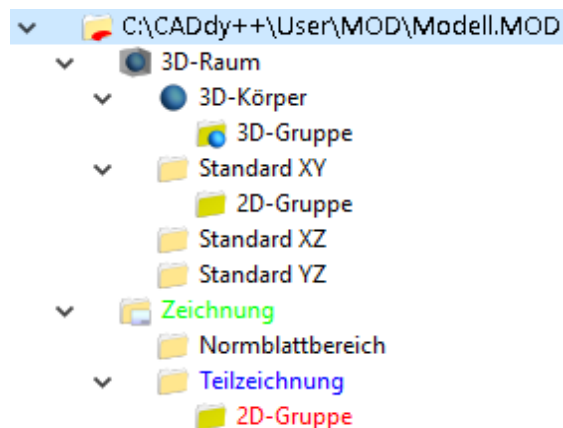 C:\CADdy++\User\MOD\Modell.MOD
3D-Raum
3D-Körper
3D-Gruppe
Standard XY
2D-Gruppe
Standard XZ
Standard YZ
Zeichnung
Normblattbereich
Teilzeichnung
2D-Gruppe